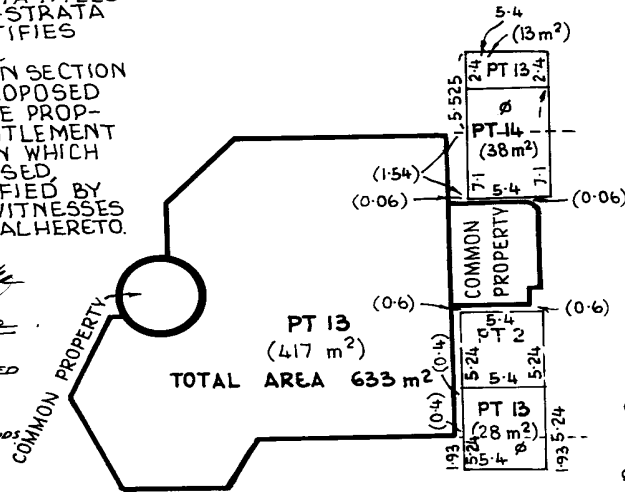 STRATA
TIFIES
N SECTION
OPOSED
E PROP-
TLEMENT
N WHICH
SED,
FIED BY
WITNESSES
AL HERETO.
5.4
(13 m²)
2.4
PT 13
2.4
5.525
PT 14
(38 m²)
7.1
7.1
5.4
(1.54)
(0.06)
(0.06)
COMMON
PROPERTY
(0.6)
(0.6)
COMMON PROPERTY
PT 13
(417 m²)
TOTAL AREA 633 m²
5.4
PT 2
5.24
5.24
5.4
(0.4)
(0.4)
PT 13
(28 m²)
5.24
5.24
1.93
1.93
5.4